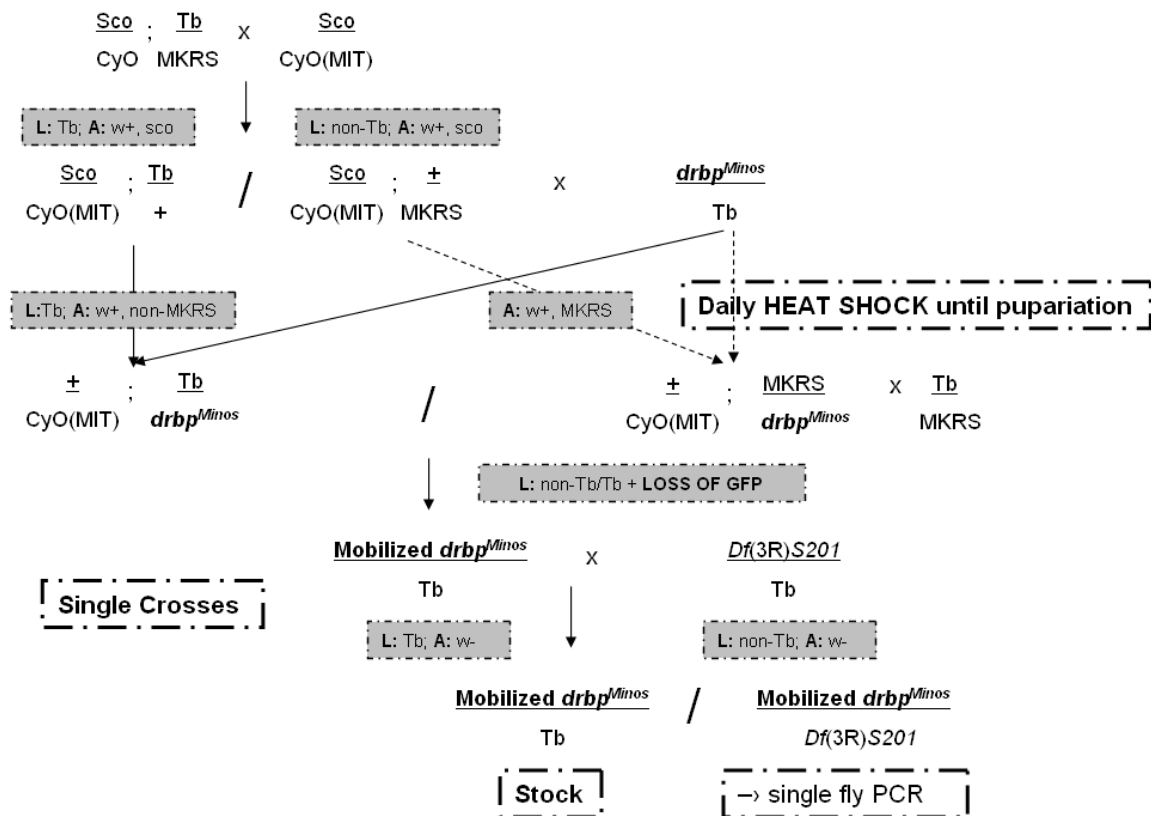 Sco ; Tb x Sco
CyO MKRS CyO(MIT)
L: Tb; A: w+, sco L: non-Tb; A: w+, sco
Sco ; Tb / Sco ; + x drbpMinos
CyO(MIT) + CyO(MIT) MKRS Tb
L:Tb; A: w+, non-MKRS A: w+, MKRS Daily HEAT SHOCK until pupariation
+ ; Tb / + ; MKRS x Tb
CyO(MIT) drbpMinos CyO(MIT) drbpMinos MKRS
L: non-Tb/Tb + LOSS OF GFP
Mobilized drbpMinos x Df(3R)S201
Tb Tb
Single Crosses
L: Tb; A: w- L: non-Tb; A: w-
Mobilized drbpMinos / Mobilized drbpMinos
Tb Df(3R)S201
Stock –› single fly PCR